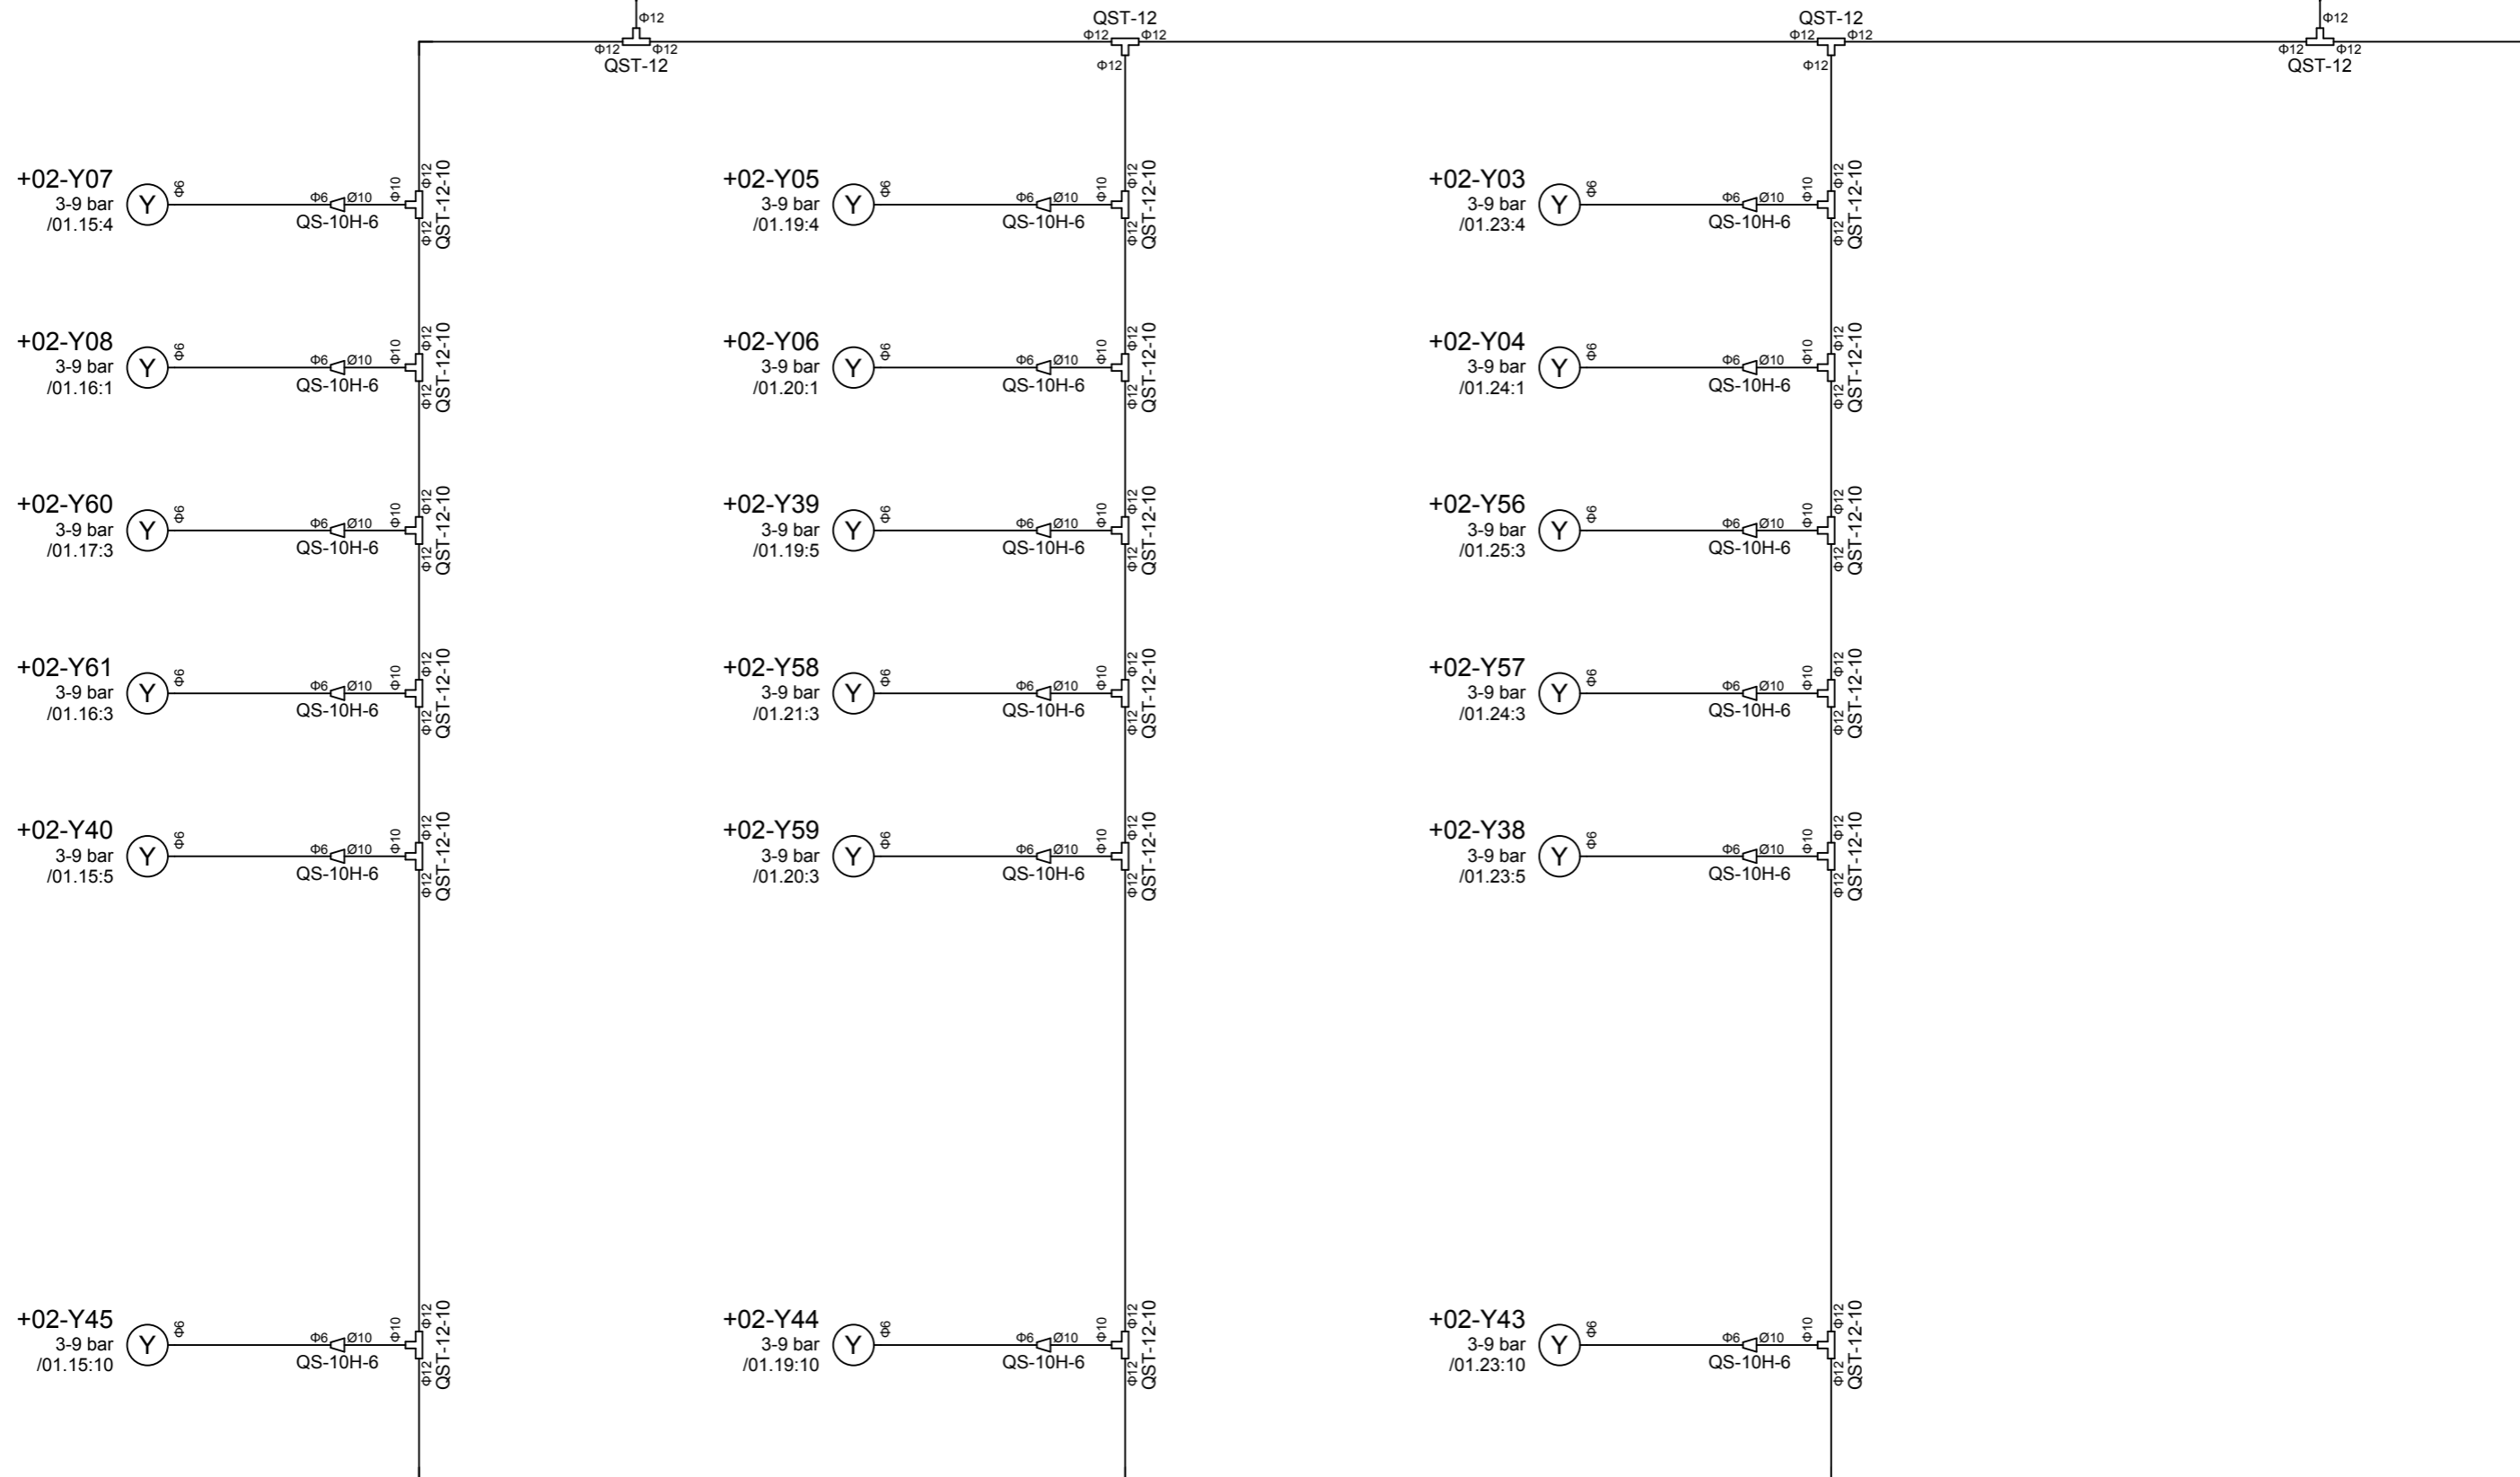 Φ12
Φ12 Φ12
QST-12
QST-12
Φ12 Φ12
Φ12
QST-12
Φ12 Φ12
Φ12
Φ12
Φ12 Φ12
QST-12
+02-Y07
3-9 bar
/01.15:4
Y
Φ6
Φ6 Ø10
QS-10H-6
Φ10
Φ12
Φ12
QST-12-10
+02-Y05
3-9 bar
/01.19:4
Y
Φ6
Φ6 Ø10
QS-10H-6
Φ10
Φ12
Φ12
QST-12-10
+02-Y03
3-9 bar
/01.23:4
Y
Φ6
Φ6 Ø10
QS-10H-6
Φ10
Φ12
Φ12
QST-12-10
+02-Y08
3-9 bar
/01.16:1
Y
Φ6
Φ6 Ø10
QS-10H-6
Φ10
Φ12
Φ12
QST-12-10
+02-Y06
3-9 bar
/01.20:1
Y
Φ6
Φ6 Ø10
QS-10H-6
Φ10
Φ12
Φ12
QST-12-10
+02-Y04
3-9 bar
/01.24:1
Y
Φ6
Φ6 Ø10
QS-10H-6
Φ10
Φ12
Φ12
QST-12-10
+02-Y60
3-9 bar
/01.17:3
Y
Φ6
Φ6 Ø10
QS-10H-6
Φ10
Φ12
Φ12
QST-12-10
+02-Y39
3-9 bar
/01.19:5
Y
Φ6
Φ6 Ø10
QS-10H-6
Φ10
Φ12
Φ12
QST-12-10
+02-Y56
3-9 bar
/01.25:3
Y
Φ6
Φ6 Ø10
QS-10H-6
Φ10
Φ12
Φ12
QST-12-10
+02-Y61
3-9 bar
/01.16:3
Y
Φ6
Φ6 Ø10
QS-10H-6
Φ10
Φ12
Φ12
QST-12-10
+02-Y58
3-9 bar
/01.21:3
Y
Φ6
Φ6 Ø10
QS-10H-6
Φ10
Φ12
Φ12
QST-12-10
+02-Y57
3-9 bar
/01.24:3
Y
Φ6
Φ6 Ø10
QS-10H-6
Φ10
Φ12
Φ12
QST-12-10
+02-Y40
3-9 bar
/01.15:5
Y
Φ6
Φ6 Ø10
QS-10H-6
Φ10
Φ12
Φ12
QST-12-10
+02-Y59
3-9 bar
/01.20:3
Y
Φ6
Φ6 Ø10
QS-10H-6
Φ10
Φ12
Φ12
QST-12-10
+02-Y38
3-9 bar
/01.23:5
Y
Φ6
Φ6 Ø10
QS-10H-6
Φ10
Φ12
Φ12
QST-12-10
+02-Y45
3-9 bar
/01.15:10
Y
Φ6
Φ6 Ø10
QS-10H-6
Φ10
Φ12
Φ12
QST-12-10
+02-Y44
3-9 bar
/01.19:10
Y
Φ6
Φ6 Ø10
QS-10H-6
Φ10
Φ12
Φ12
QST-12-10
+02-Y43
3-9 bar
/01.23:10
Y
Φ6
Φ6 Ø10
QS-10H-6
Φ10
Φ12
Φ12
QST-12-10